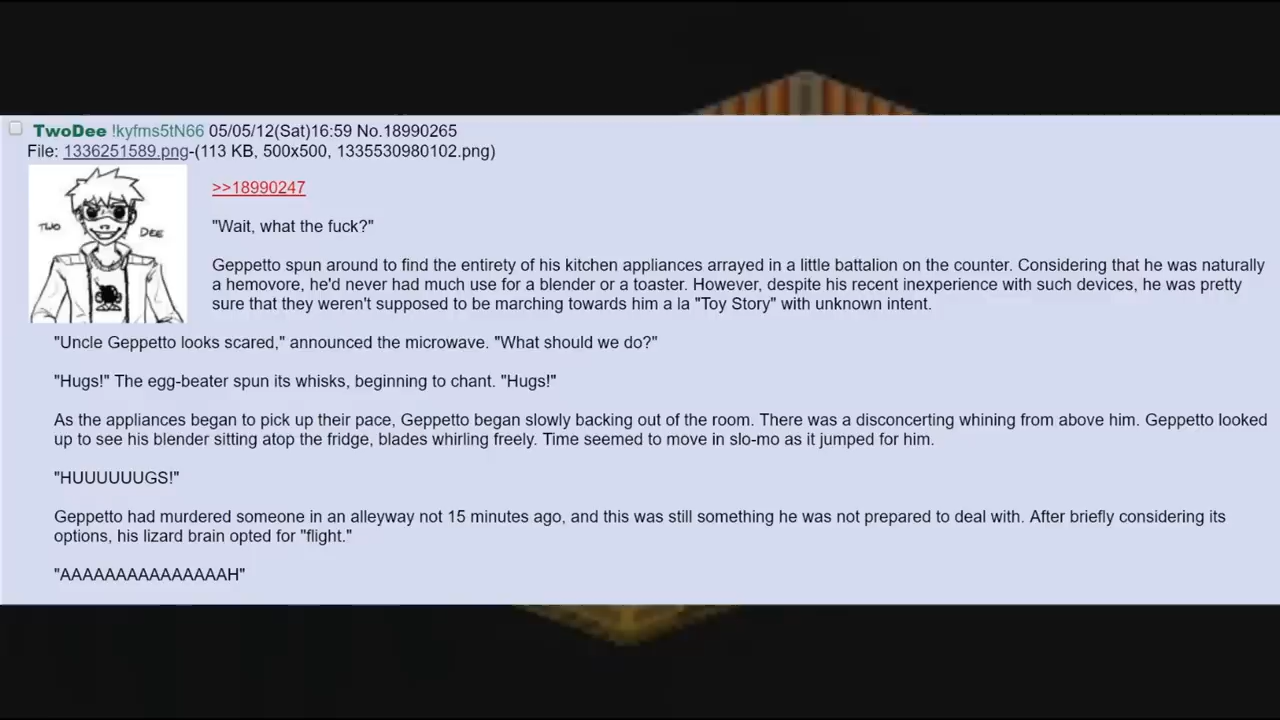 TwoDee !kyfms5tN66 05/05/12(Sat)16:59 No.18990265
File: 1336251589.png-(113 KB, 500x500, 1335530980102.png)
TWO DEE
>>18990247
"Wait, what the fuck?"
Geppetto spun around to find the entirety of his kitchen appliances arrayed in a little battalion on the counter. Considering that he was naturally
a hemovore, he'd never had much use for a blender or a toaster. However, despite his recent inexperience with such devices, he was pretty
sure that they weren't supposed to be marching towards him a la "Toy Story" with unknown intent.
"Uncle Geppetto looks scared," announced the microwave. "What should we do?"
"Hugs!" The egg-beater spun its whisks, beginning to chant. "Hugs!"
As the appliances began to pick up their pace, Geppetto began slowly backing out of the room. There was a disconcerting whining from above him. Geppetto looked
up to see his blender sitting atop the fridge, blades whirling freely. Time seemed to move in slo-mo as it jumped for him.
"HUUUUUUGS!"
Geppetto had murdered someone in an alleyway not 15 minutes ago, and this was still something he was not prepared to deal with. After briefly considering its
options, his lizard brain opted for "flight."
"AAAAAAAAAAAAAAAH"